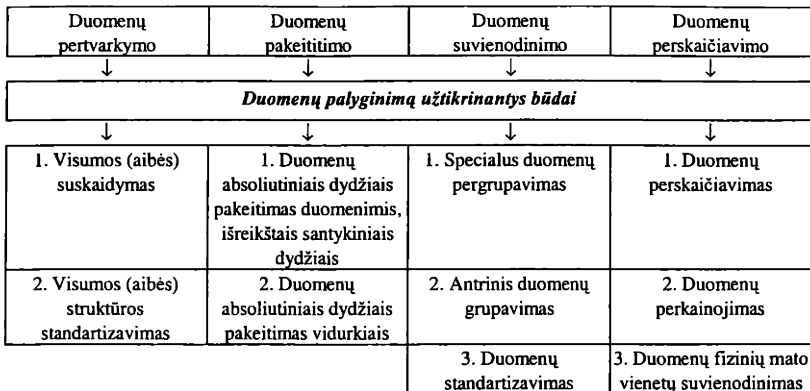 Duomenų
pertvarkymo
Duomenų
pakeititimo
Duomenų
suvienodinimo
Duomenų
perskaičiavimo
Duomenų palyginimą užtikrinantys būdai
1. Visumos (aibės)
suskaidymas
1. Duomenų
absoliutiniais dydžiais
pakeitimas duomenimis,
išreikštais santykiniais
dydžiais
1. Specialus duomenų
pergrupavimas
1. Duomenų
perskaičiavimas
2. Visumos (aibės)
struktūros
standartizavimas
2. Duomenų
absoliutiniais dydžiais
pakeitimas vidurkiais
2. Antrinis duomenų
grupavimas
2. Duomenų
perkainojimas
3. Duomenų
standartizavimas
3. Duomenų fizinių mato
vienetų suvienodinimas